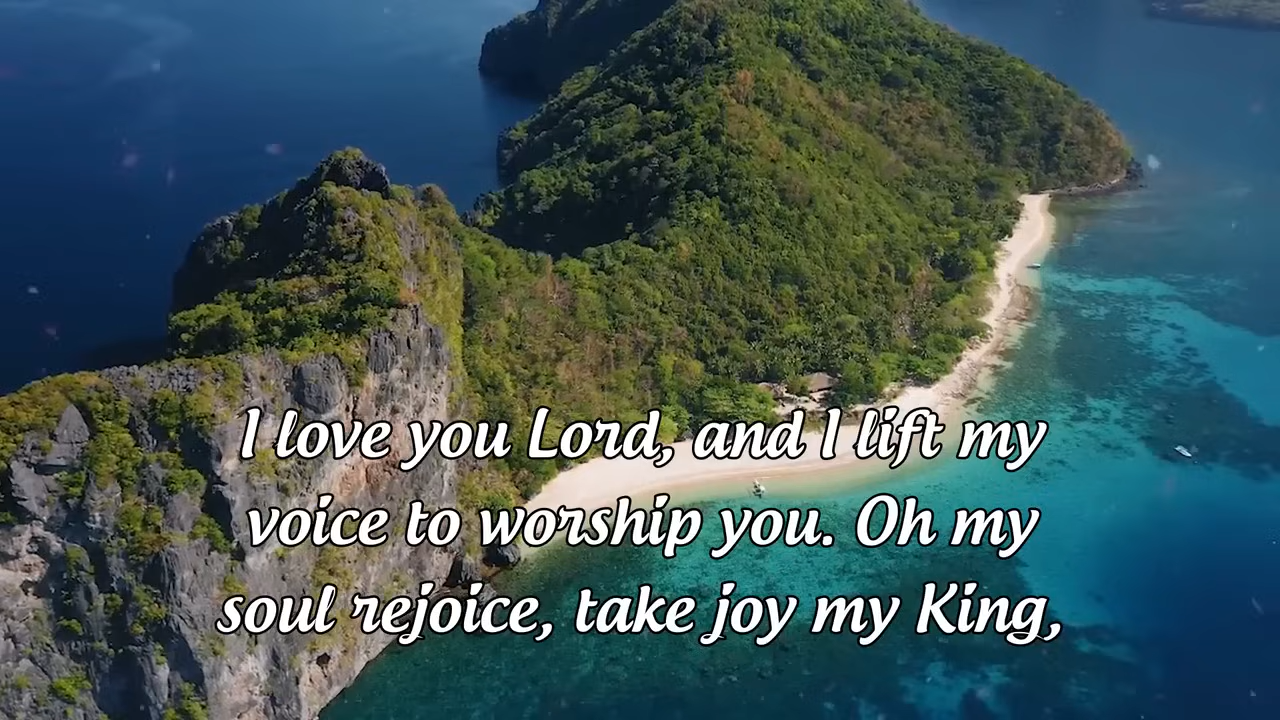 I love you Lord, and I lift my
voice to worship you. Oh my
soul rejoice, take joy my King,